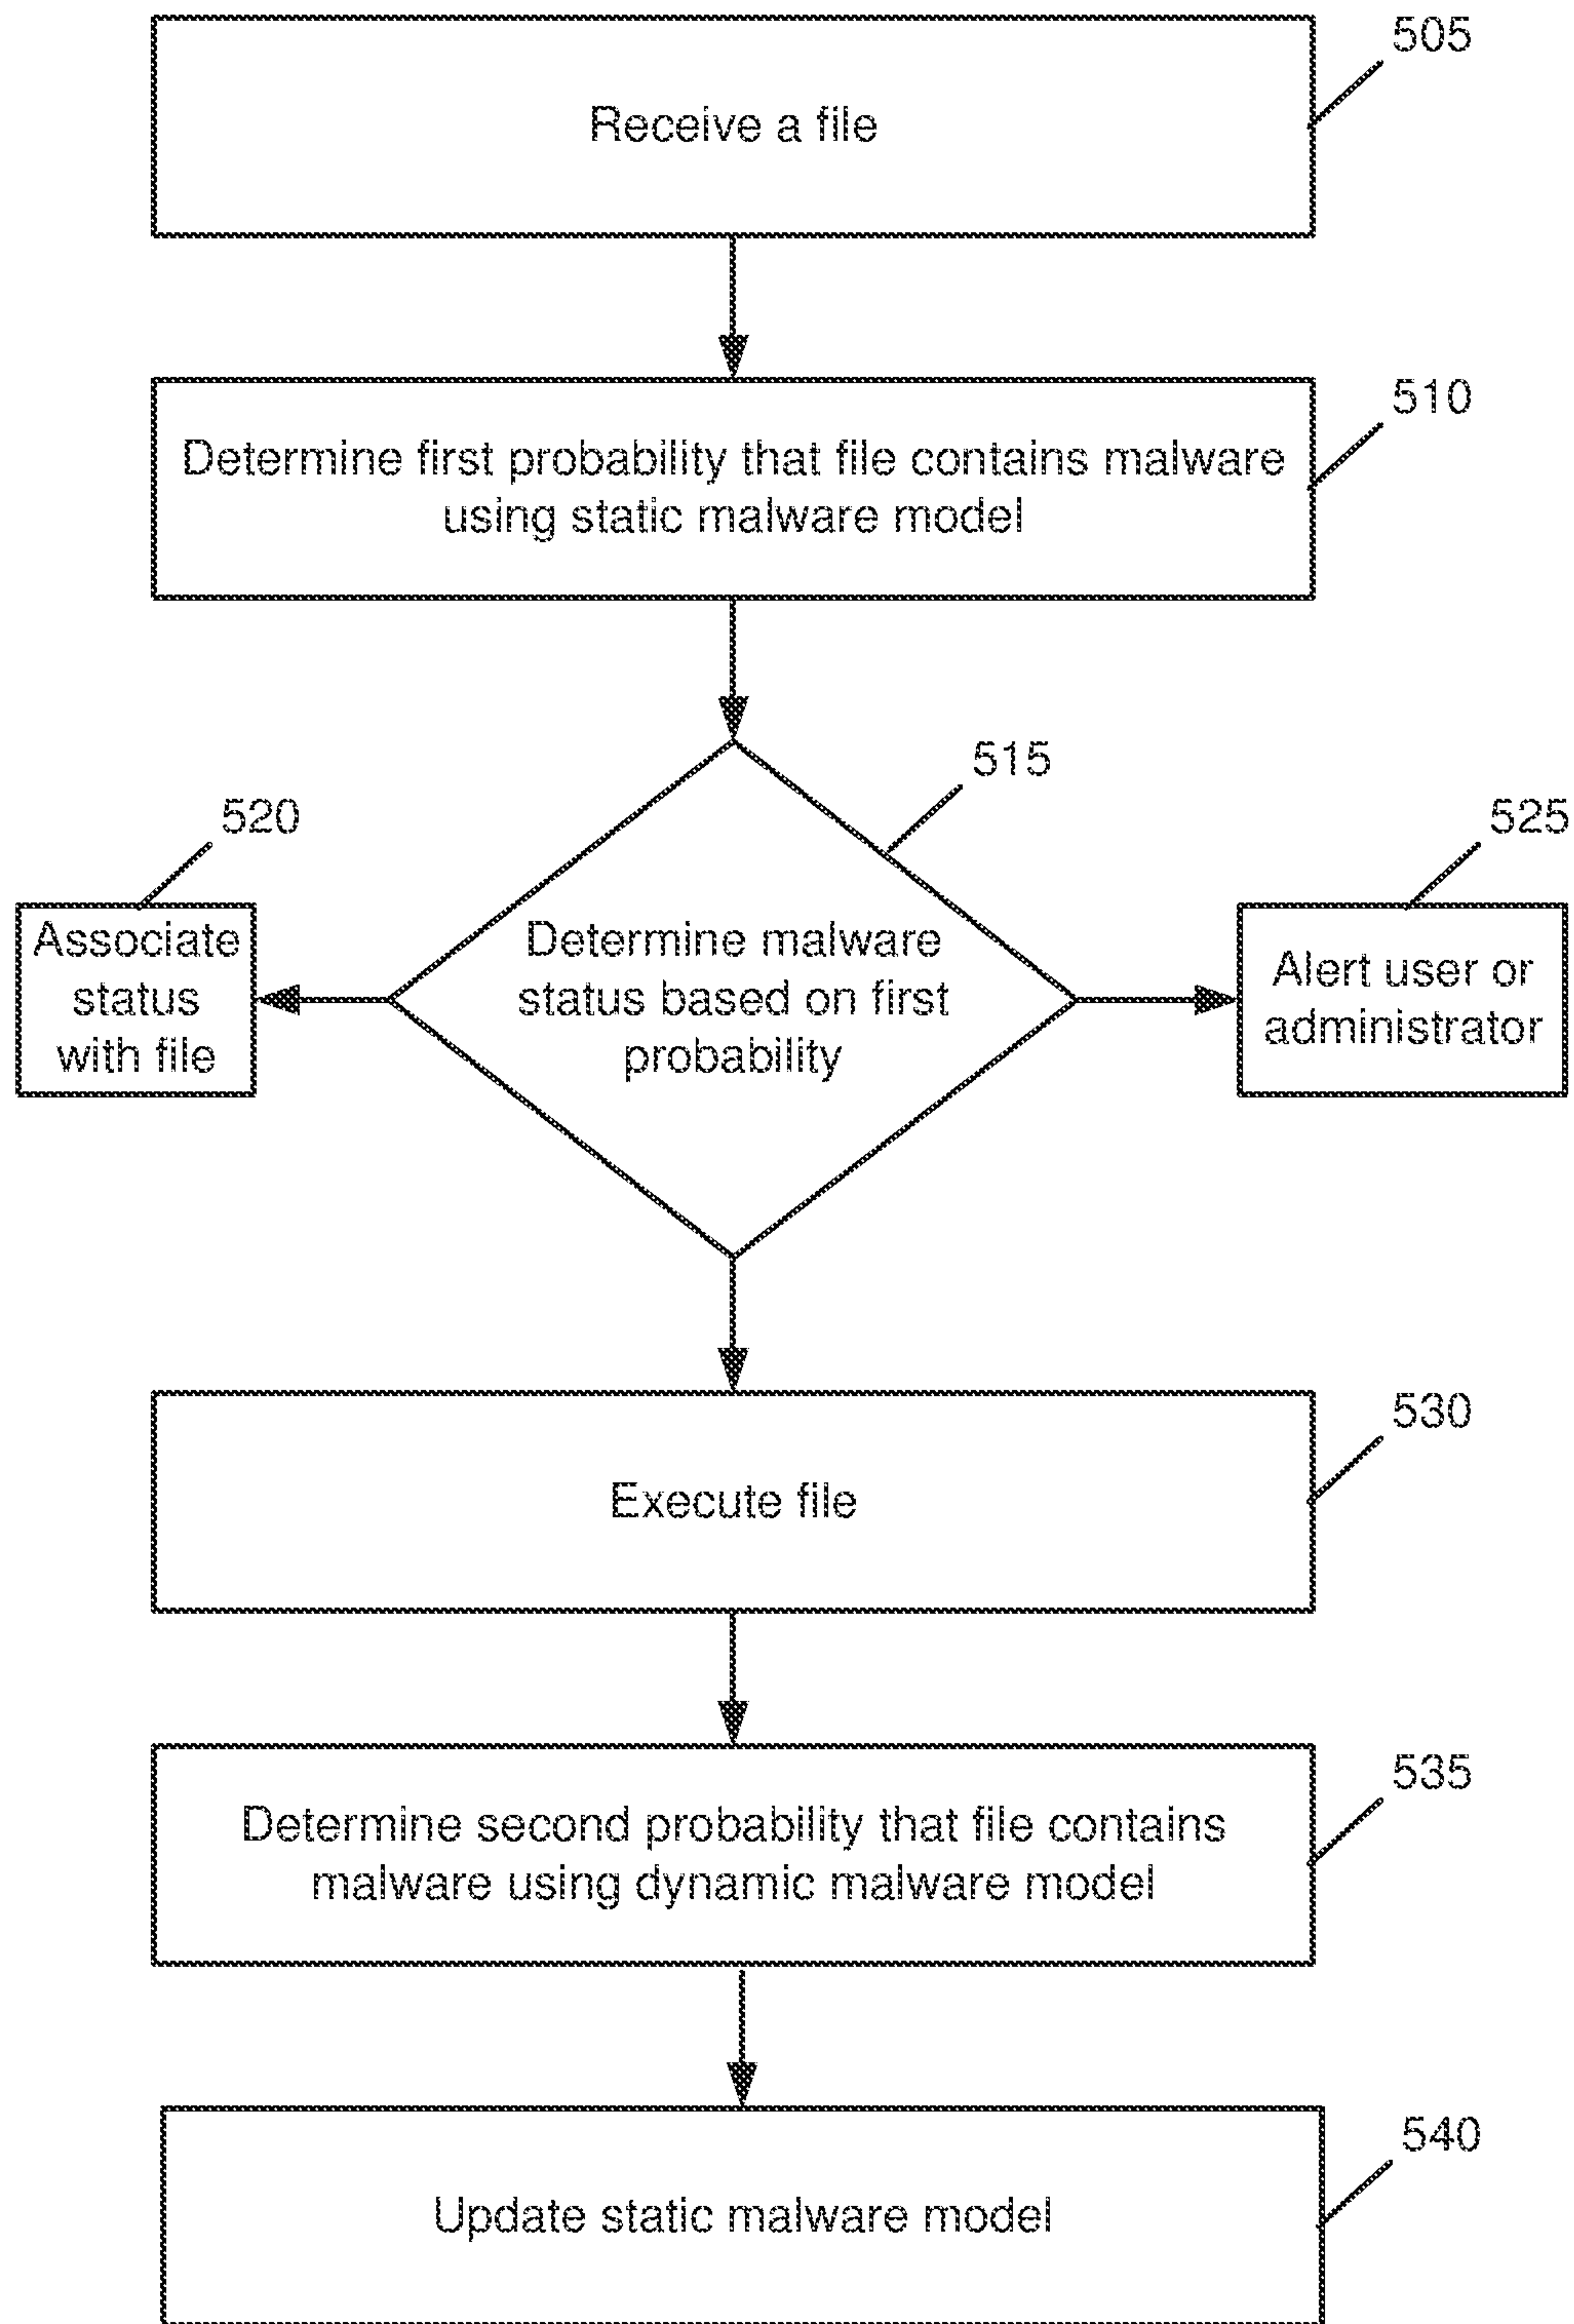 505
Receive a file
510
Determine first probability that file contains malware
using static malware model
515
520
525
Associate
status
with file
Determine malware
status based on first
probability
Alert user or
administrator
530
Execute file
535
Determine second probability that file contains
malware using dynamic malware model
540
Update static malware model